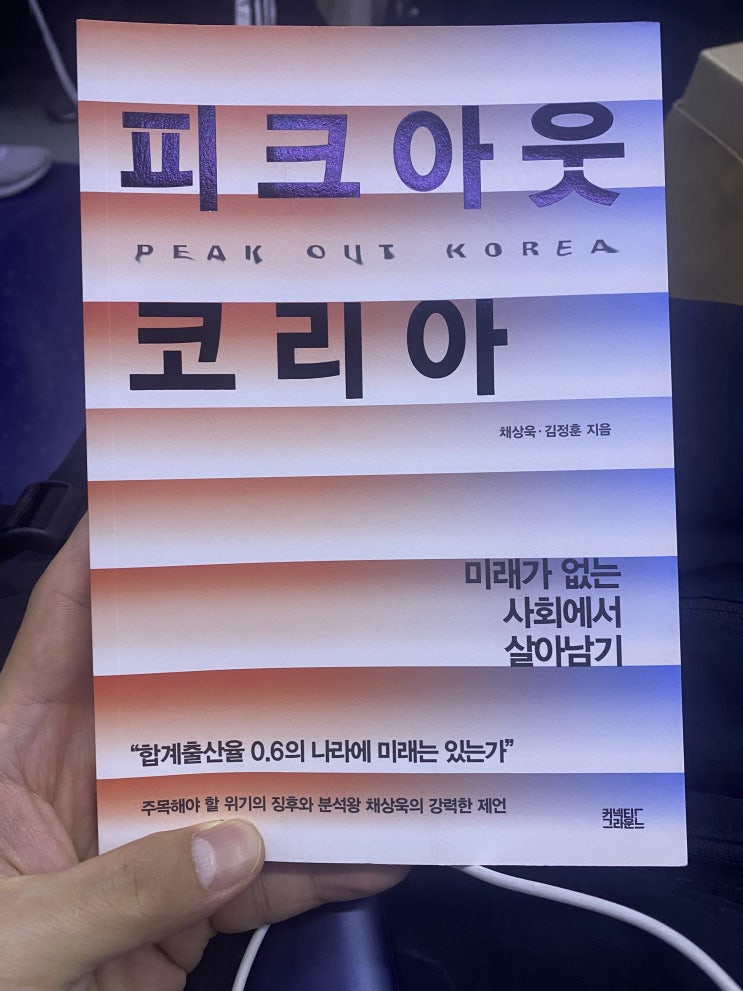 피크아웃
PEAK OUT KOREA
코리아
채상욱·김정훈 지음
미래가 없는
사회에서
살아남기
“합계출산율 0.6의 나라에 미래는 있는가”
주목해야 할 위기의 징후와 분석왕 채상욱의 강력한 제언
커넥티드
그라운드